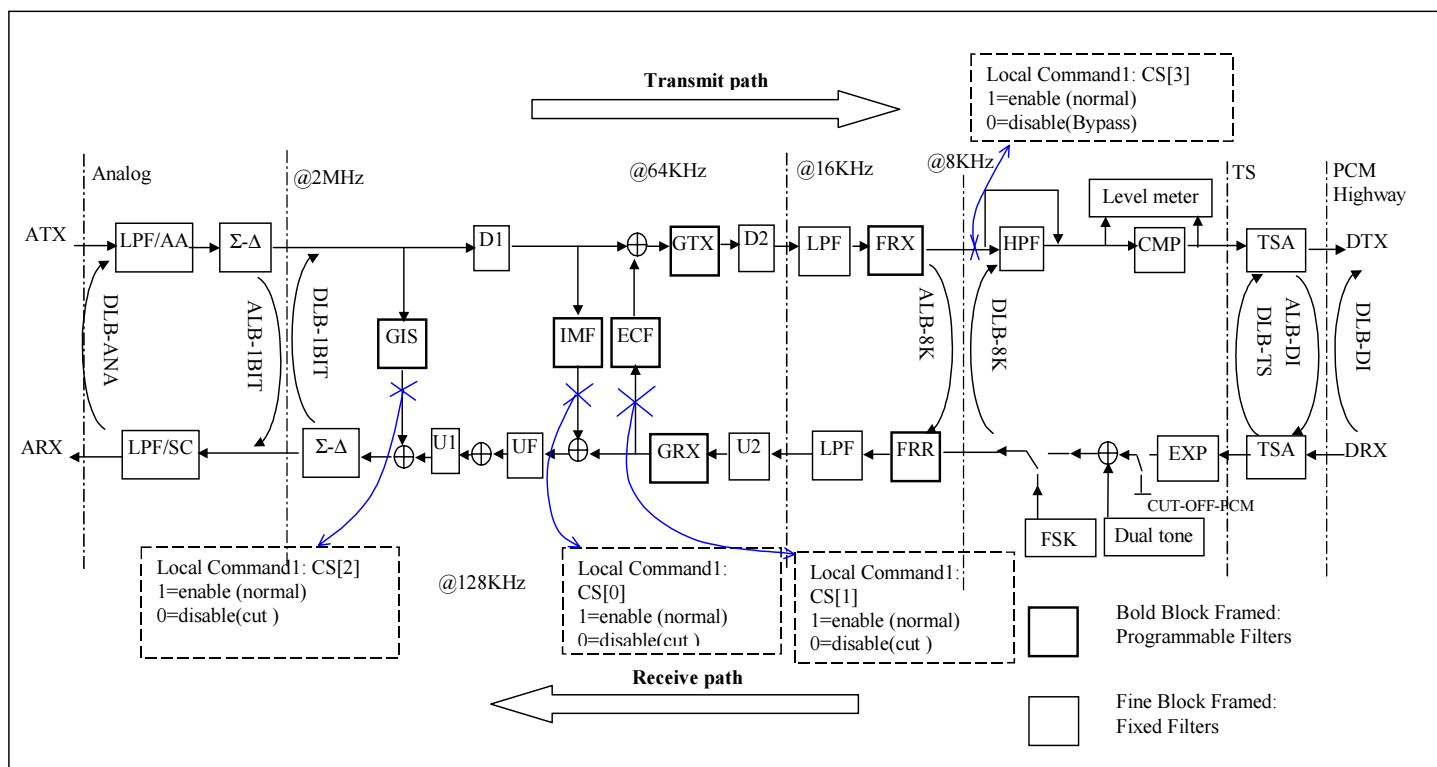 Transmit path
Local Command1: CS[3]
1=enable (normal)
0=disable(Bypass)
Analog
@2MHz
@64KHz
@16KHz
@8KHz
TS
PCM
Highway
Level meter
ATX
LPF/AA
Σ-Δ
D1
GTX
D2
LPF
FRX
HPF
CMP
TSA
DTX
DLB-ANA
ALB-1BIT
DLB-1BIT
GIS
IMF
ECF
ALB-8K
DLB-8K
DLB-TS
ALB-DI
DLB-DI
ARX
LPF/SC
Σ-Δ
U1
UF
GRX
U2
LPF
FRR
EXP
TSA
DRX
CUT-OFF-PCM
FSK
Dual tone
Local Command1: CS[2]
1=enable (normal)
0=disable(cut )
@128KHz
Local Command1:
CS[0]
1=enable (normal)
0=disable(cut )
Local Command1:
CS[1]
1=enable (normal)
0=disable(cut )
Bold Block Framed:
Programmable Filters
Receive path
Fine Block Framed:
Fixed Filters